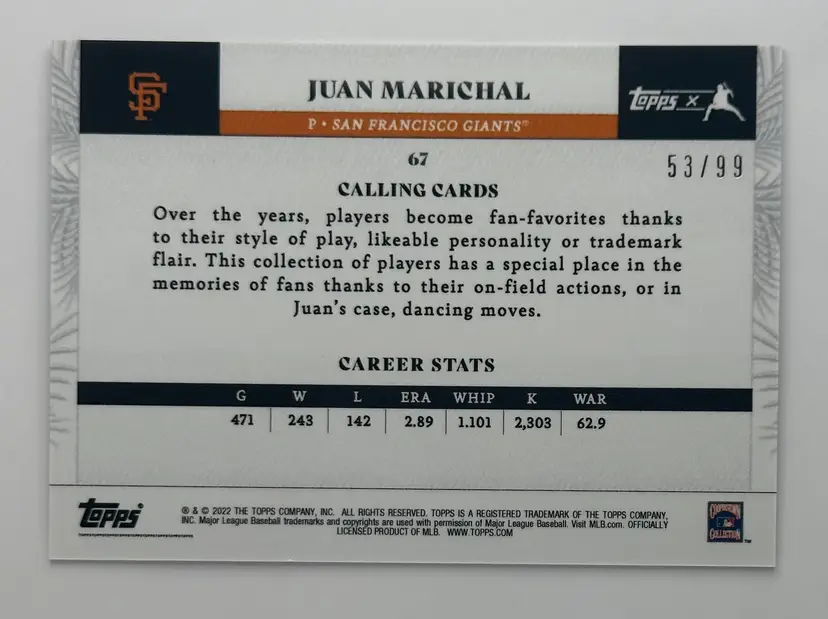 SF
JUAN MARICHAL
P • SAN FRANCISCO GIANTS™
Topps ×
67
53/99
CALLING CARDS
Over the years, players become fan-favorites thanks
to their style of play, likeable personality or trademark
flair. This collection of players has a special place in the
memories of fans thanks to their on-field actions, or in
Juan's case, dancing moves.
CAREER STATS
G W L ERA WHIP K WAR
471 243 142 2.89 1.101 2,303 62.9
Topps
® & © 2022 THE TOPPS COMPANY, INC. ALL RIGHTS RESERVED. TOPPS IS A REGISTERED TRADEMARK OF THE TOPPS COMPANY,
INC. Major League Baseball trademarks and copyrights are used with permission of Major League Baseball. Visit MLB.com. OFFICIALLY
LICENSED PRODUCT OF MLB. WWW.TOPPS.COM
COOPERSTOWN
COLLECTION
™